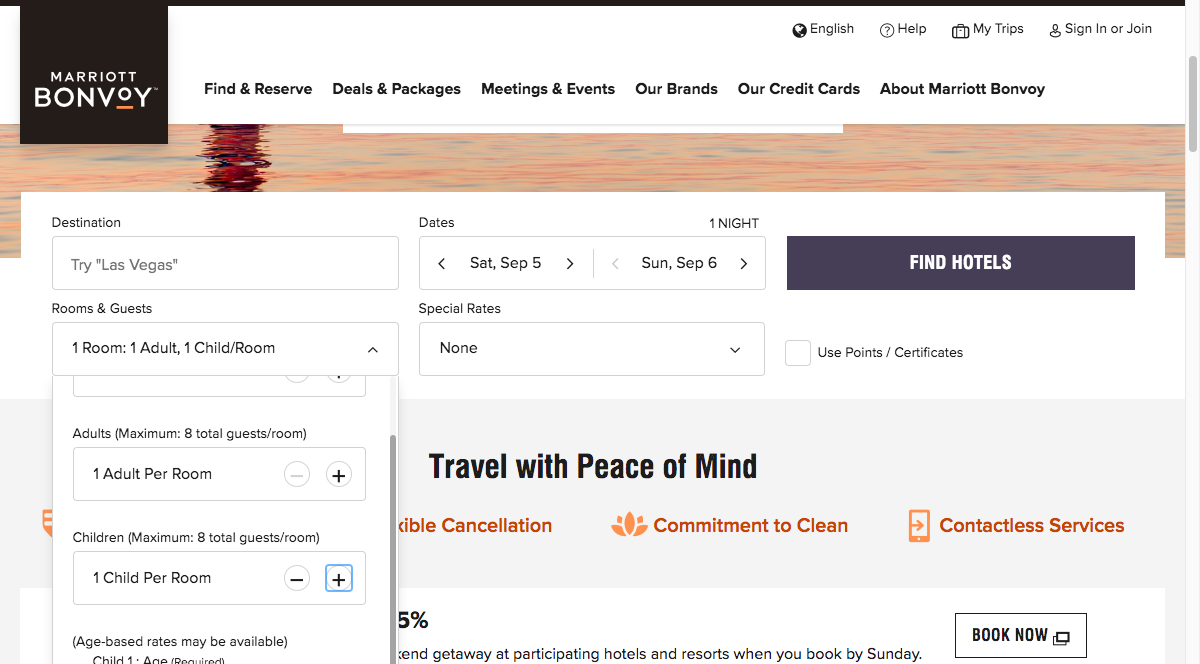 English
Help
My Trips
Sign In or Join
MARRIOTT
BONVOY™
Find & Reserve
Deals & Packages
Meetings & Events
Our Brands
Our Credit Cards
About Marriott Bonvoy
Destination
Try "Las Vegas"
Dates
1 NIGHT
Sat, Sep 5
Sun, Sep 6
FIND HOTELS
Rooms & Guests
1 Room: 1 Adult, 1 Child/Room
Special Rates
None
Use Points / Certificates
Adults (Maximum: 8 total guests/room)
1 Adult Per Room
Children (Maximum: 8 total guests/room)
1 Child Per Room
(Age-based rates may be available)
Child 1 : Age (Required)
Travel with Peace of Mind
xible Cancellation
Commitment to Clean
Contactless Services
5%
kend getaway at participating hotels and resorts when you book by Sunday.
BOOK NOW